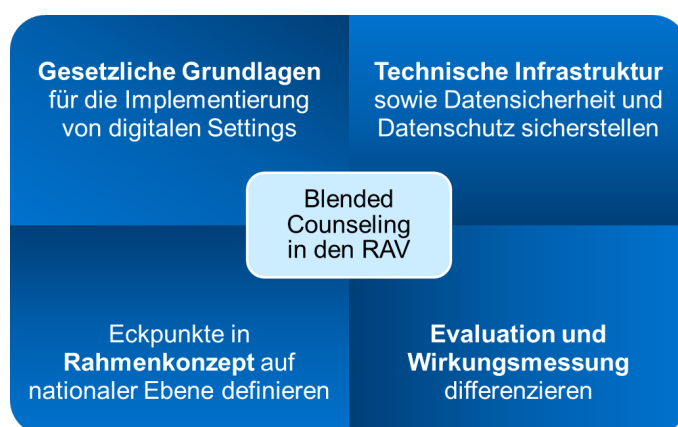 Gesetzliche Grundlagen
für die Implementierung
von digitalen Settings
Technische Infrastruktur
sowie Datensicherheit und
Datenschutz sicherstellen
Blended
Counseling
in den RAV
Eckpunkte in
Rahmenkonzept auf
nationaler Ebene definieren
Evaluation und
Wirkungsmessung
differenzieren